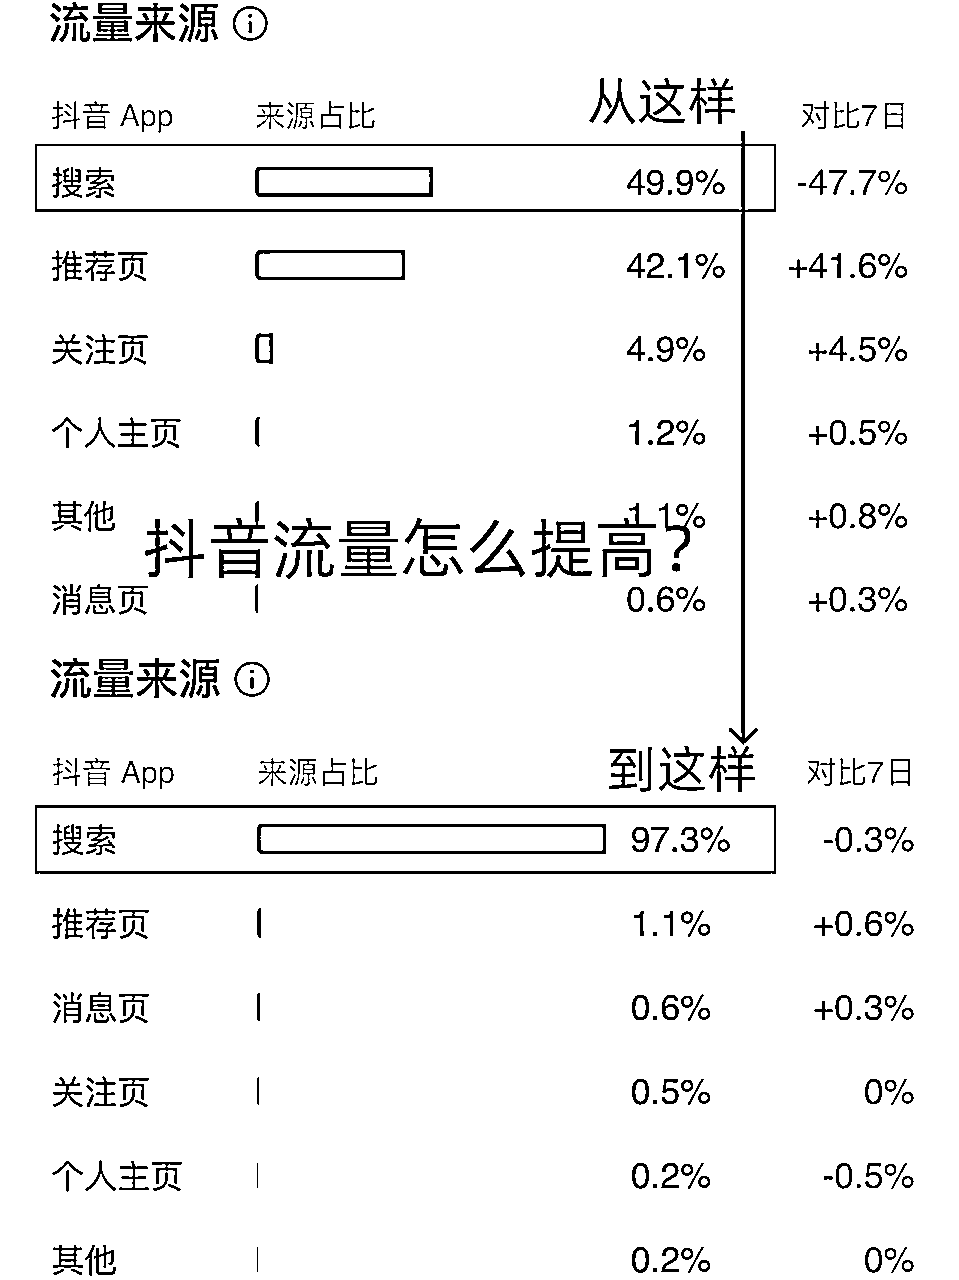 流量来源
从这样
抖音 App 来源占比 对比7日
搜索 49.9% -47.7%
推荐页 42.1% +41.6%
关注页 4.9% +4.5%
个人主页 1.2% +0.5%
其他 1.1% +0.8%
抖音流量怎么提高？
消息页 0.6% +0.3%
流量来源
到这样
抖音 App 来源占比 对比7日
搜索 97.3% -0.3%
推荐页 1.1% +0.6%
消息页 0.6% +0.3%
关注页 0.5% 0%
个人主页 0.2% -0.5%
其他 0.2% 0%